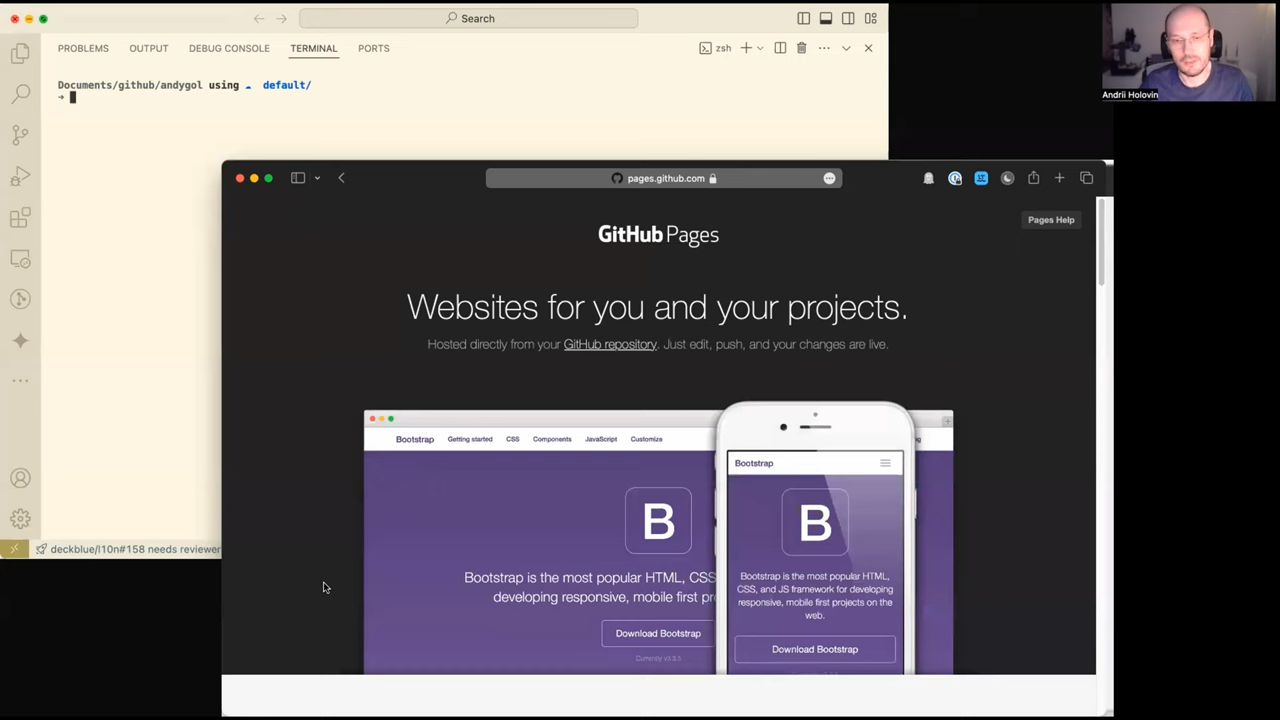 Search
PROBLEMS OUTPUT DEBUG CONSOLE TERMINAL PORTS
zsh
Documents/github/andygol using ☁ default/
→
Andrii Holovin
pages.github.com
Pages Help
GitHub Pages
Websites for you and your projects.
Hosted directly from your GitHub repository. Just edit, push, and your changes are live.
Bootstrap Getting started CSS Components JavaScript Customize
Bootstrap
B
B
Bootstrap is the most popular HTML, CSS
developing responsive, mobile first pr
Download Bootstrap
Currently v3.3.5
Bootstrap is the most popular HTML,
CSS, and JS framework for developing
responsive, mobile first projects on the
web.
Download Bootstrap
deckblue/l10n#158 needs reviewer